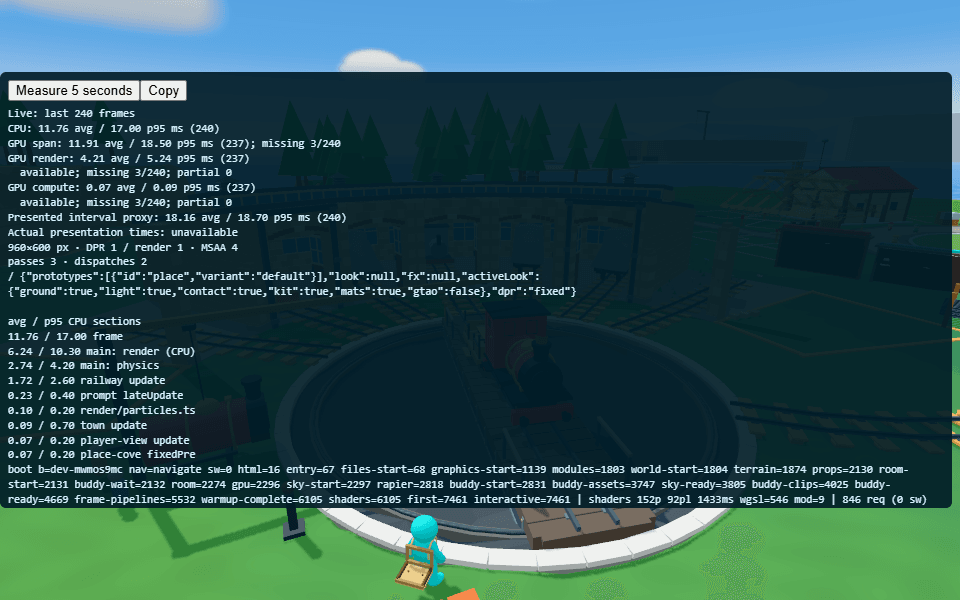 Measure 5 seconds Copy
Live: last 240 frames
CPU: 11.76 avg / 17.00 p95 ms (240)
GPU span: 11.91 avg / 18.50 p95 ms (237); missing 3/240
GPU render: 4.21 avg / 5.24 p95 ms (237)
available; missing 3/240; partial 0
GPU compute: 0.07 avg / 0.09 p95 ms (237)
available; missing 3/240; partial 0
Presented interval proxy: 18.16 avg / 18.70 p95 ms (240)
Actual presentation times: unavailable
960×600 px · DPR 1 / render 1 · MSAA 4
passes 3 · dispatches 2
/ {"prototypes":[{"id":"place","variant":"default"}],"look":null,"fx":null,"activeLook":
{"ground":true,"light":true,"contact":true,"kit":true,"mats":true,"gtao":false},"dpr":"fixed"}
avg / p95 CPU sections
11.76 / 17.00 frame
6.24 / 10.30 main: render (CPU)
2.74 / 4.20 main: physics
1.72 / 2.60 railway update
0.23 / 0.40 prompt lateUpdate
0.10 / 0.20 render/particles.ts
0.09 / 0.70 town update
0.07 / 0.20 player-view update
0.07 / 0.20 place-cove fixedPre
boot b=dev-mwmos9mc nav=navigate sw=0 html=16 entry=67 files-start=68 graphics-start=1139 modules=1803 world-start=1804 terrain=1874 props=2130 room-
start=2131 buddy-wait=2132 room=2274 gpu=2296 sky-start=2297 rapier=2818 buddy-start=2831 buddy-assets=3747 sky-ready=3805 buddy-clips=4025 buddy-
ready=4669 frame-pipelines=5532 warmup-complete=6105 shaders=6105 first=7461 interactive=7461 | shaders 152p 92pl 1433ms wgsl=546 mod=9 | 846 req (0 sw)